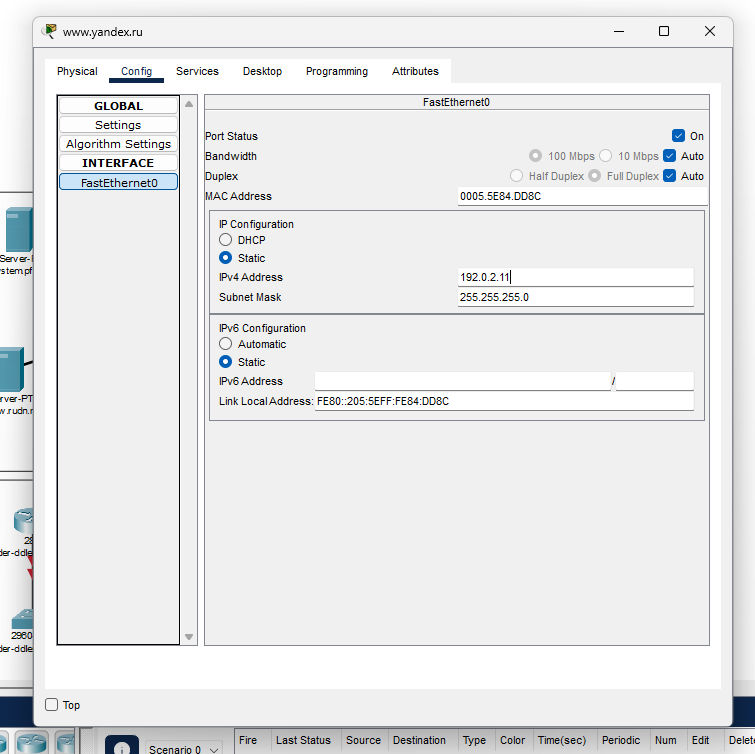 www.yandex.ru
Physical Config Services Desktop Programming Attributes
GLOBAL
Settings
Algorithm Settings
INTERFACE
FastEthernet0
FastEthernet0
Port Status On
Bandwidth 100 Mbps 10 Mbps Auto
Duplex Half Duplex Full Duplex Auto
MAC Address 0005.5E84.DD8C
IP Configuration
DHCP
Static
IPv4 Address 192.0.2.11
Subnet Mask 255.255.255.0
IPv6 Configuration
Automatic
Static
IPv6 Address /
Link Local Address: FE80::205:5EFF:FE84:DD8C
Top
Server-
stem.pf
rver-PT
w.rudn.r
28
der-ddle
2960
der-ddle
Scenario 0
Fire Last Status Source Destination Type Color Time(sec) Periodic Num Edit Delet